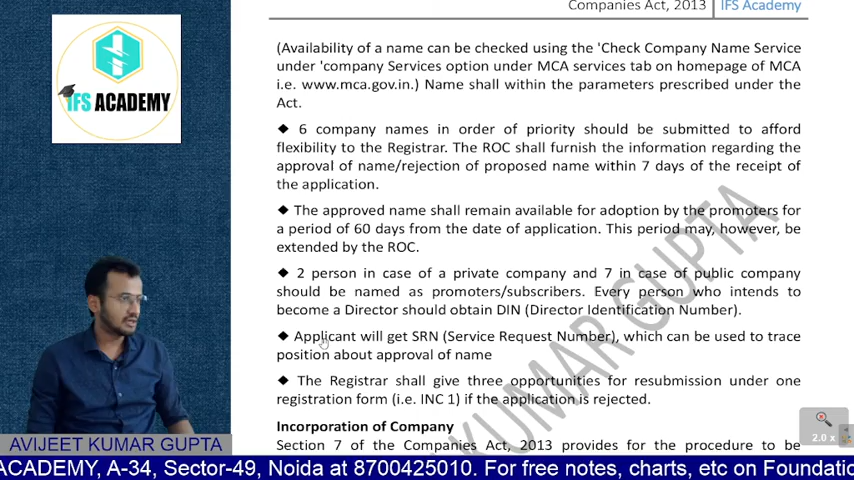 Companies Act, 2013 IFS Academy
IFS ACADEMY
(Availability of a name can be checked using the 'Check Company Name Service
under 'company Services option under MCA services tab on homepage of MCA
i.e. www.mca.gov.in.) Name shall within the parameters prescribed under the
Act.
◆ 6 company names in order of priority should be submitted to afford
flexibility to the Registrar. The ROC shall furnish the information regarding the
approval of name/rejection of proposed name within 7 days of the receipt of
the application.
◆ The approved name shall remain available for adoption by the promoters for
a period of 60 days from the date of application. This period may, however, be
extended by the ROC.
◆ 2 person in case of a private company and 7 in case of public company
should be named as promoters/subscribers. Every person who intends to
become a Director should obtain DIN (Director Identification Number).
◆ Applicant will get SRN (Service Request Number), which can be used to trace
position about approval of name
◆ The Registrar shall give three opportunities for resubmission under one
registration form (i.e. INC 1) if the application is rejected.
Incorporation of Company
Section 7 of the Companies Act, 2013 provides for the procedure to be
KUMAR GUPTA
2.0 x
AVIJEET KUMAR GUPTA
ACADEMY, A-34, Sector-49, Noida at 8700425010. For free notes, charts, etc on Foundatio